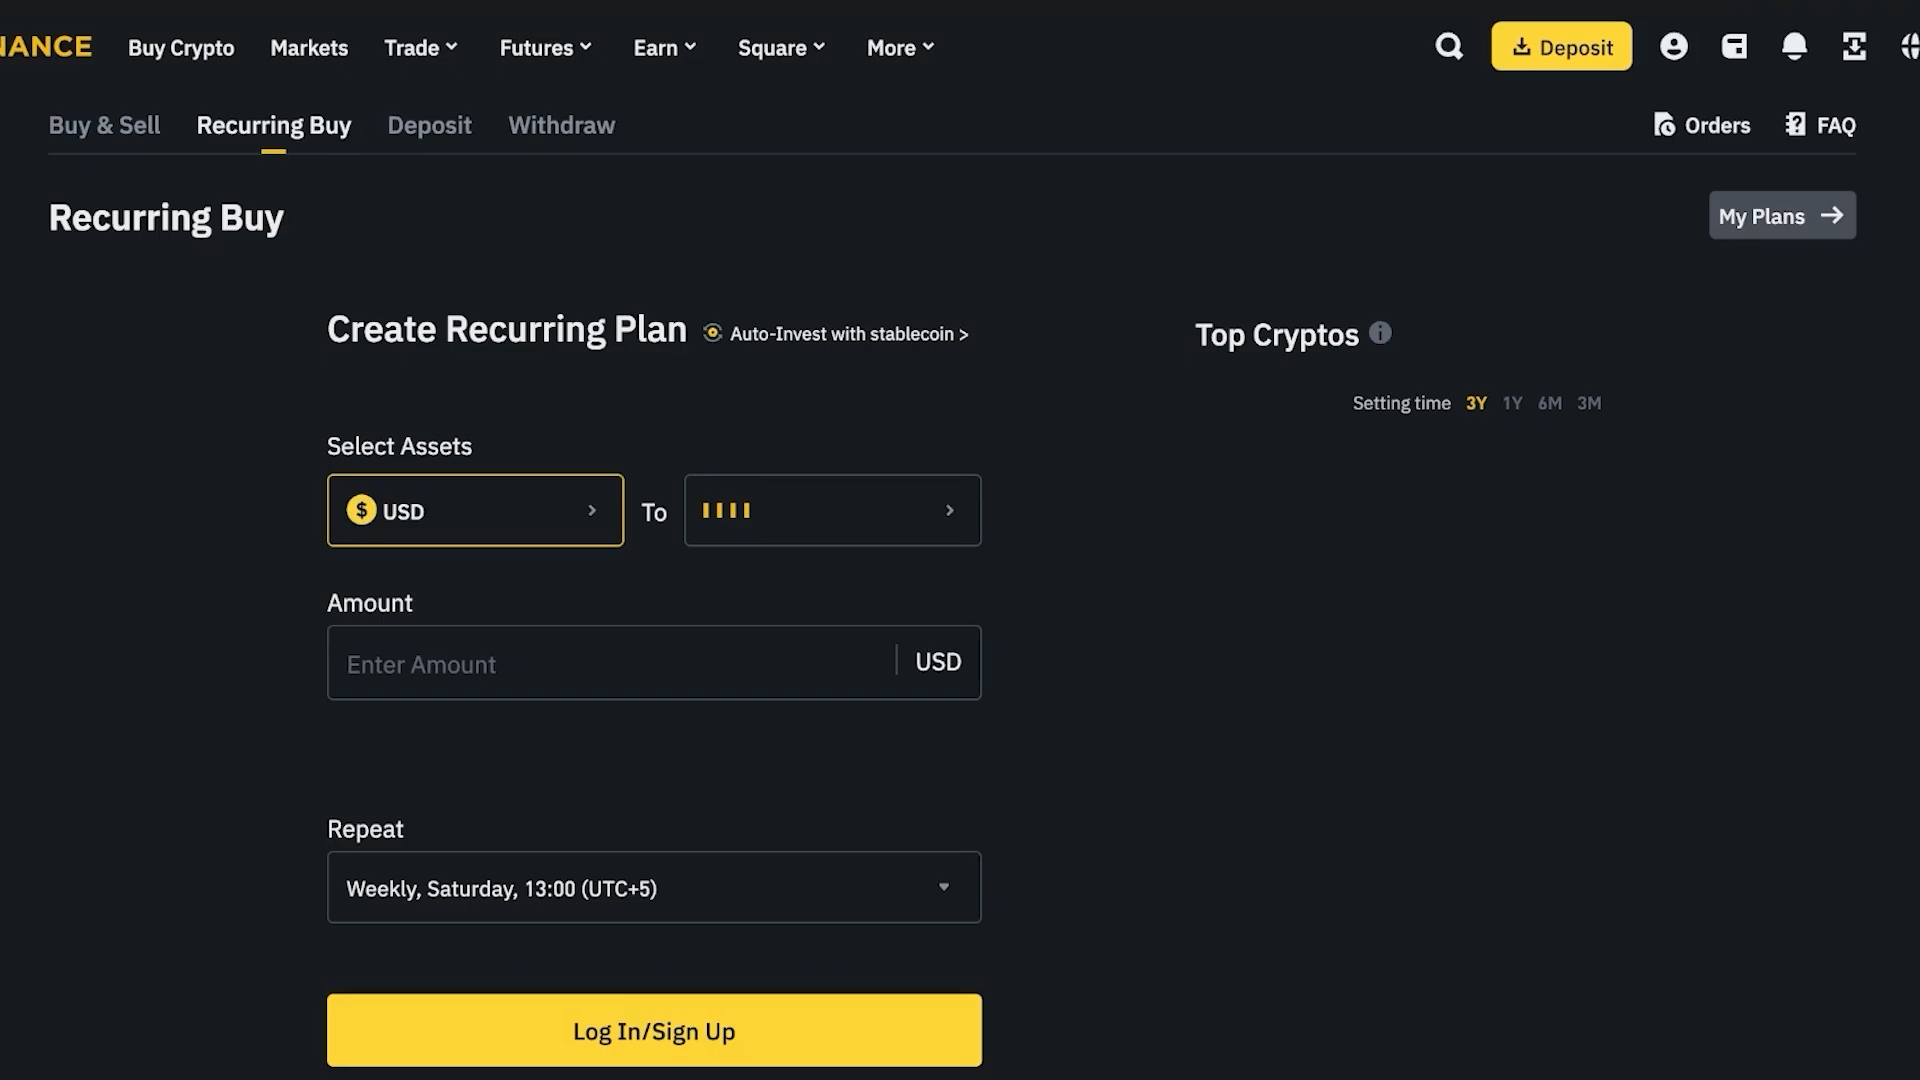 NANCE Buy Crypto Markets Trade Futures Earn Square More Deposit
Buy & Sell Recurring Buy Deposit Withdraw Orders FAQ
Recurring Buy My Plans →
Create Recurring Plan Auto-Invest with stablecoin >
Top Cryptos
Setting time 3Y 1Y 6M 3M
Select Assets
$ USD To
Amount
Enter Amount USD
Repeat
Weekly, Saturday, 13:00 (UTC+5)
Log In/Sign Up